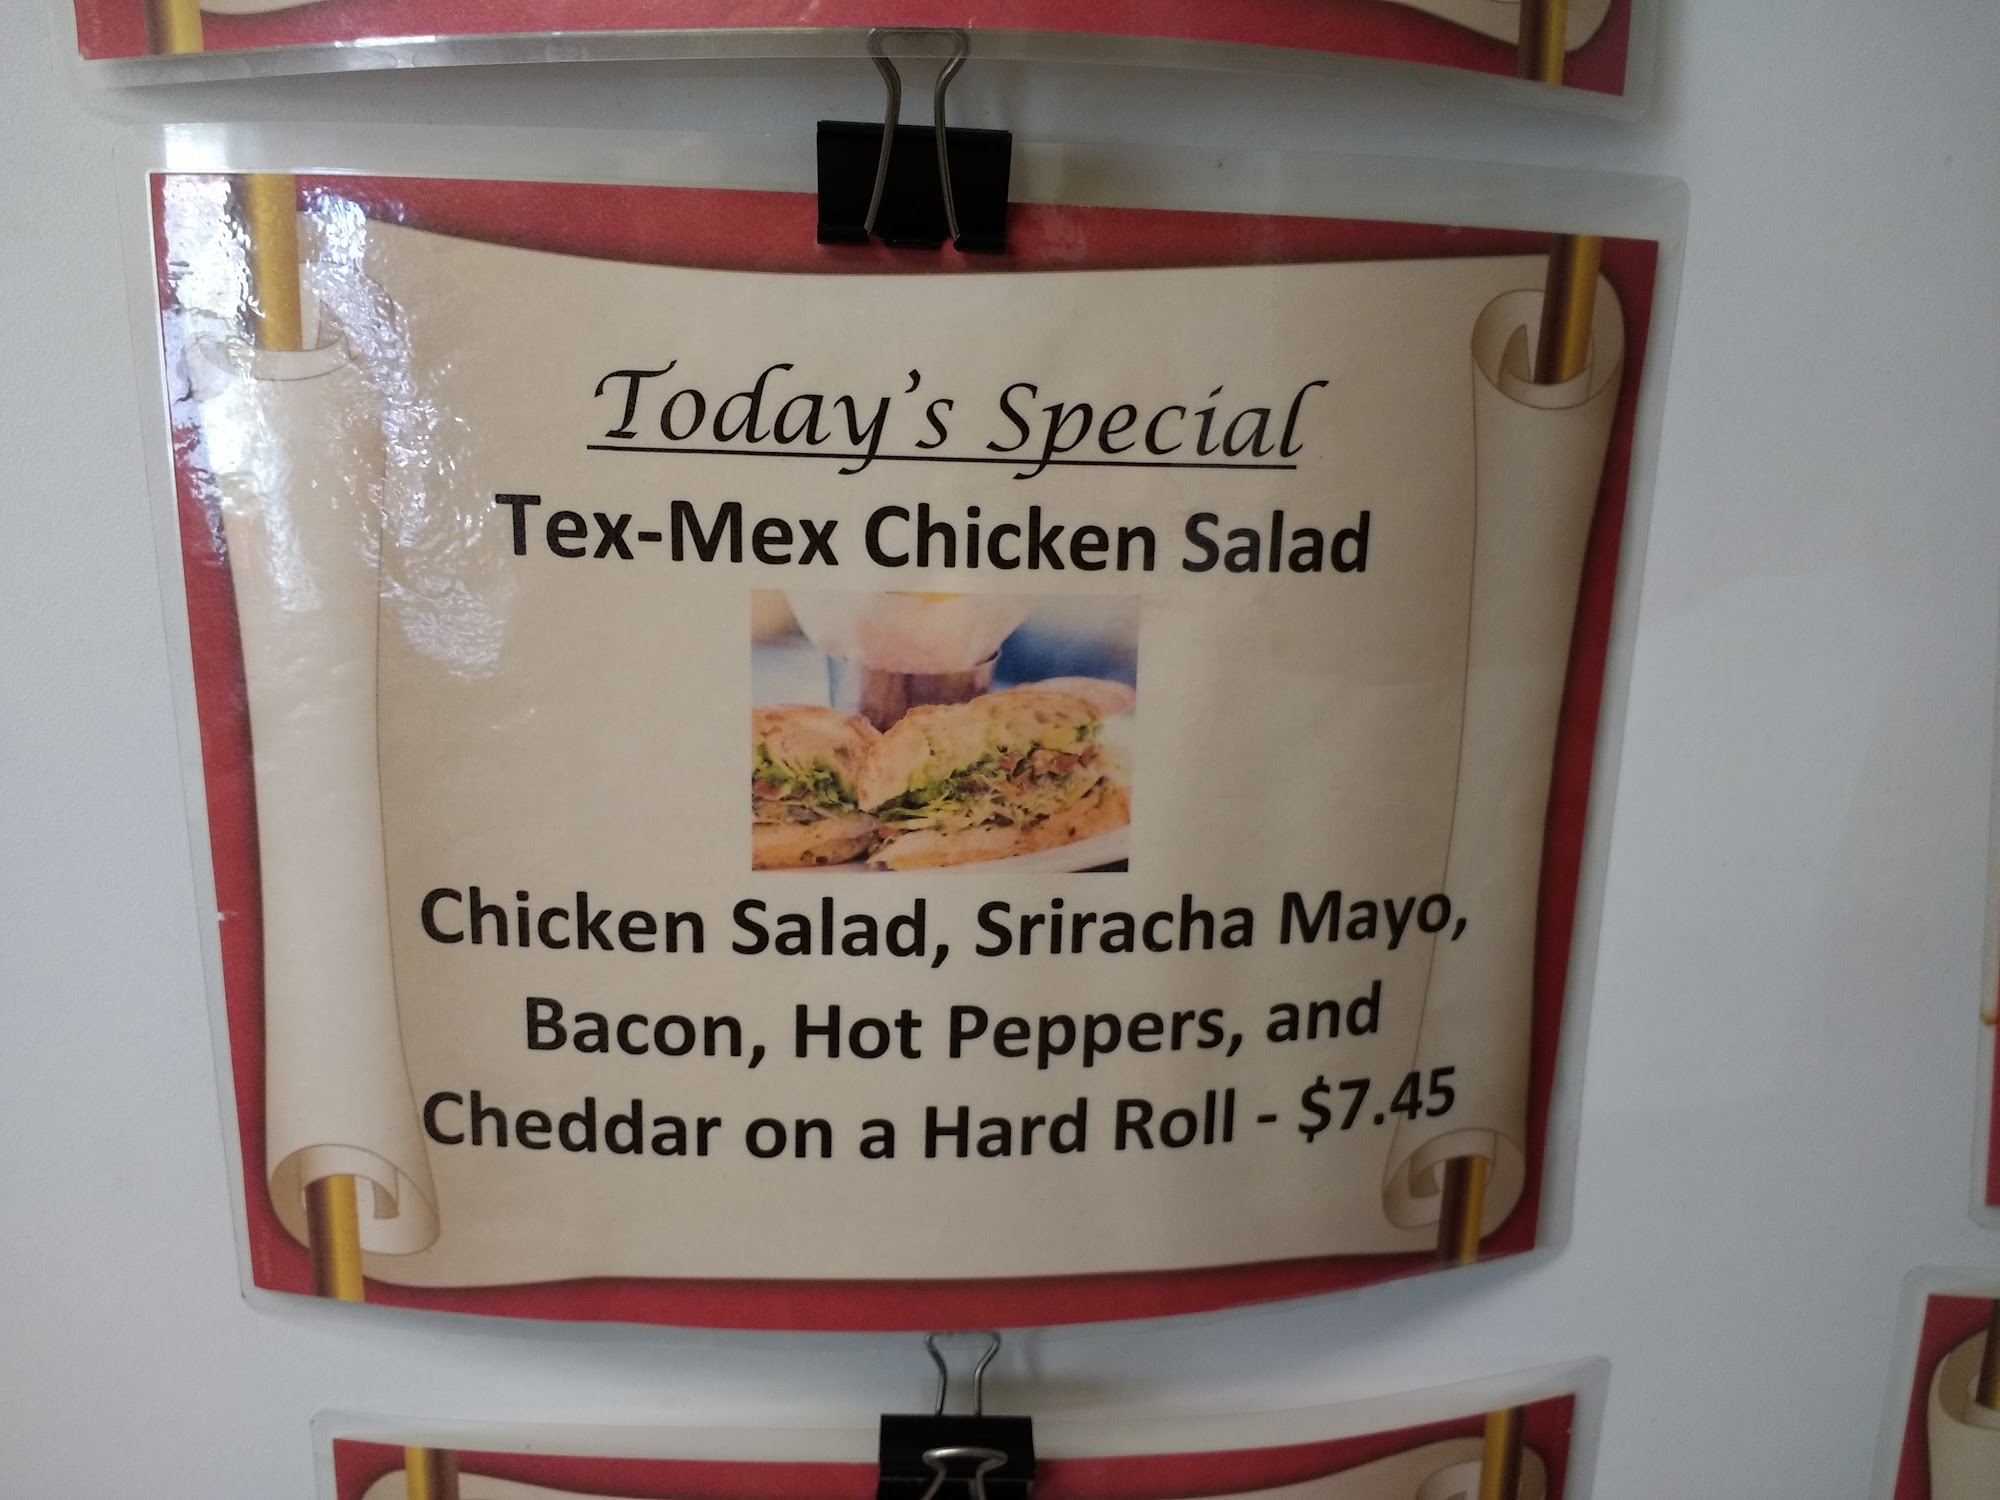 Today's Special
Tex-Mex Chicken Salad
Chicken Salad, Sriracha Mayo,
Bacon, Hot Peppers, and
Cheddar on a Hard Roll - $7.45